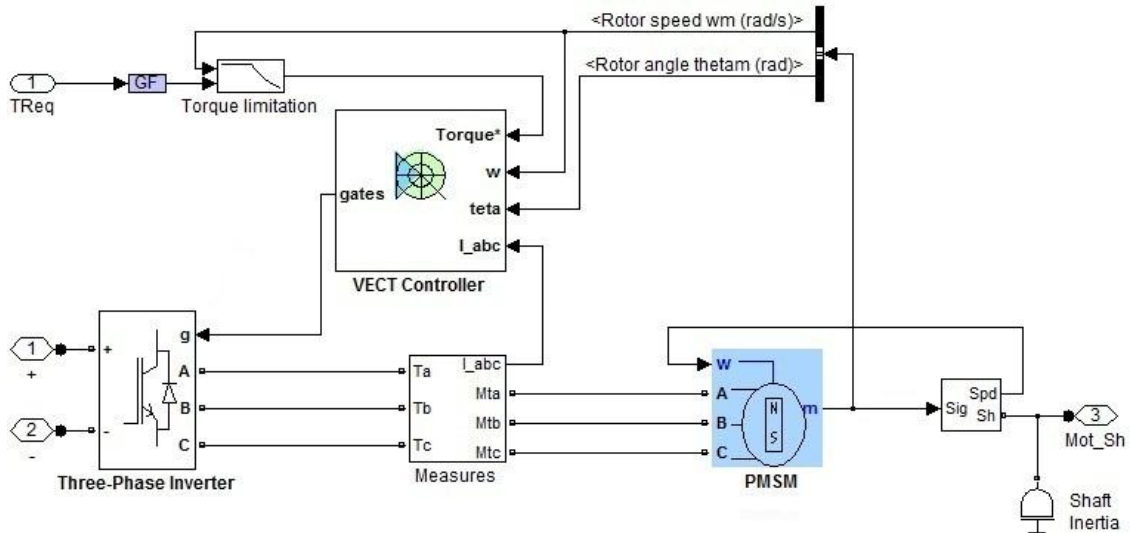 <Rotor speed wm (rad/s)>
1
GF
TReq
Torque limitation
<Rotor angle thetam (rad)>
Torque*
w
gates
teta
I_abc
VECT Controller
1
+
+
g
A
B
C
2
-
-
Three-Phase Inverter
I_abc
Ta
Mta
Tb
Mtb
Tc
Mtc
Measures
w
A
B
C
N
S
m
PMSM
Sig
Spd
Sh
3
Mot_Sh
Shaft
Inertia